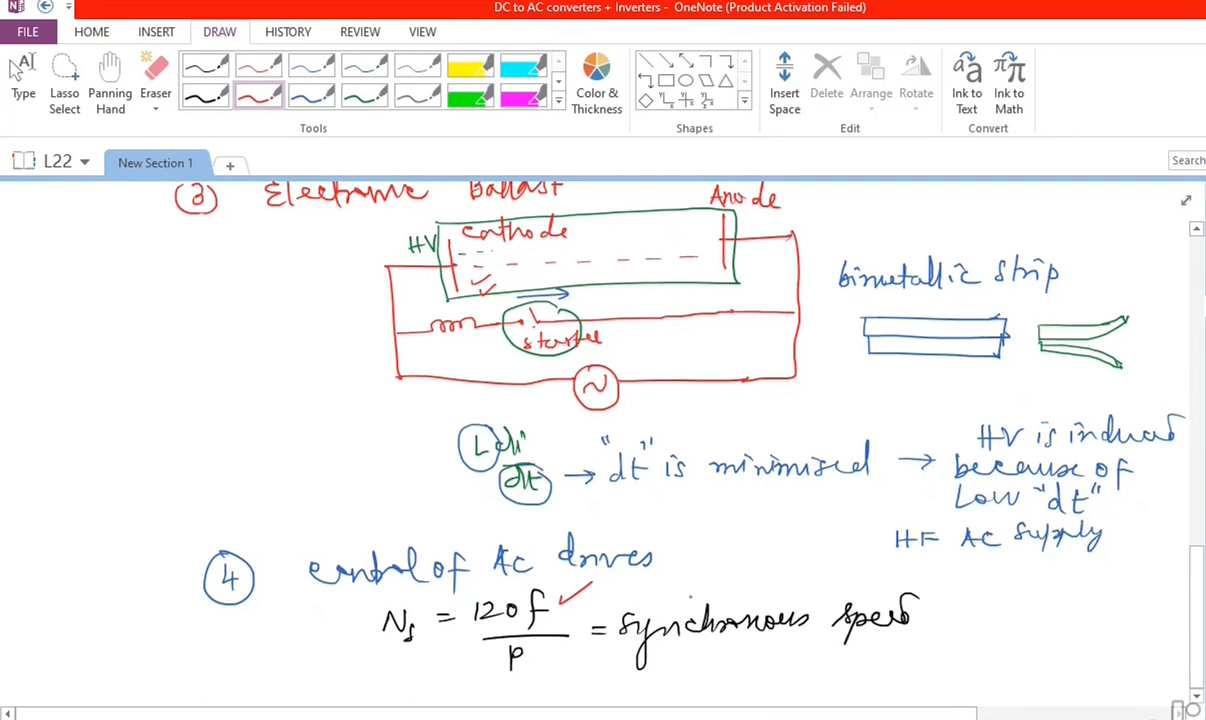 DC to AC converters + Inverters - OneNote (Product Activation Failed)
FILE HOME INSERT DRAW HISTORY REVIEW VIEW
Type Lasso Select Panning Hand Eraser Color & Thickness Insert Space Delete Arrange Rotate Ink to Text Ink to Math
Tools Shapes Edit Convert
L22 New Section 1 + Search
(3) Electronic Ballast
Anode
Cathode
HV
starter
bimetallic strip
L di/dt → "dt" is minimised → HV is induced
because of
Low "dt"
HF AC Supply
4 control of AC drives
Ns = 120f/P = synchronous speed